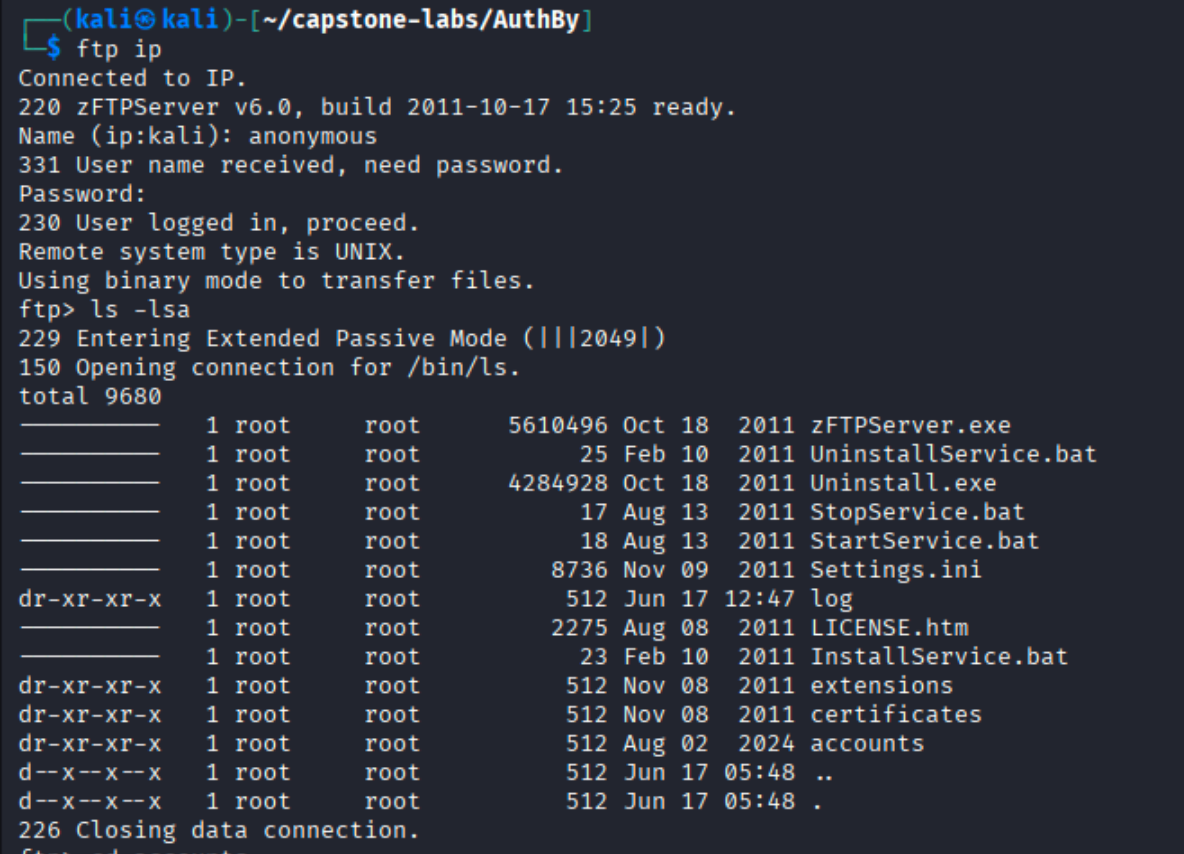 ┌──(kali㉿kali)-[~/capstone-labs/AuthBy]
└─$ ftp ip
Connected to IP.
220 zFTPServer v6.0, build 2011-10-17 15:25 ready.
Name (ip:kali): anonymous
331 User name received, need password.
Password:
230 User logged in, proceed.
Remote system type is UNIX.
Using binary mode to transfer files.
ftp> ls -lsa
229 Entering Extended Passive Mode (|||2049|)
150 Opening connection for /bin/ls.
total 9680
----------   1 root     root      5610496 Oct 18  2011 zFTPServer.exe
----------   1 root     root           25 Feb 10  2011 UninstallService.bat
----------   1 root     root      4284928 Oct 18  2011 Uninstall.exe
----------   1 root     root           17 Aug 13  2011 StopService.bat
----------   1 root     root           18 Aug 13  2011 StartService.bat
----------   1 root     root         8736 Nov 09  2011 Settings.ini
dr-xr-xr-x   1 root     root          512 Jun 17 12:47 log
----------   1 root     root         2275 Aug 08  2011 LICENSE.htm
----------   1 root     root           23 Feb 10  2011 InstallService.bat
dr-xr-xr-x   1 root     root          512 Nov 08  2011 extensions
dr-xr-xr-x   1 root     root          512 Nov 08  2011 certificates
dr-xr-xr-x   1 root     root          512 Aug 02  2024 accounts
d--x--x--x   1 root     root          512 Jun 17 05:48 ..
d--x--x--x   1 root     root          512 Jun 17 05:48 .
226 Closing data connection.